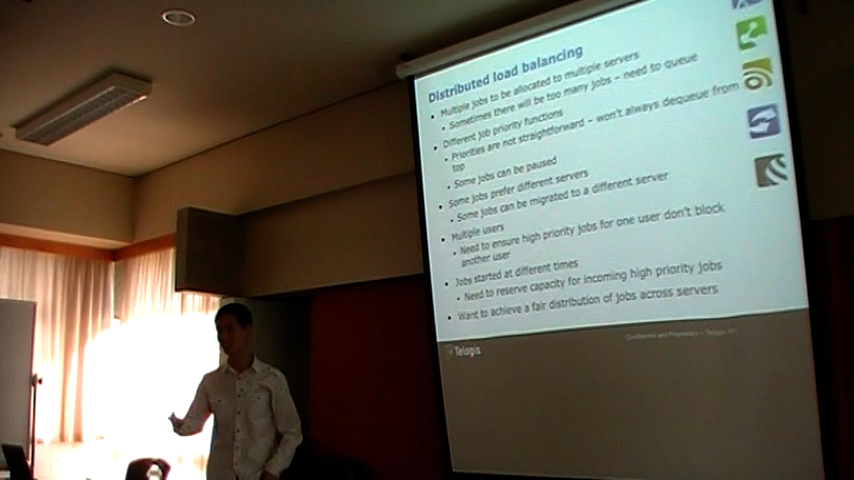 Distributed load balancing
• Multiple jobs to be allocated to multiple servers
• Sometimes there will be too many jobs – need to queue
• Different job priority functions
• Priorities are not straightforward – won't always dequeue from
top
• Some jobs can be paused
• Some jobs prefer different servers
• Some jobs can be migrated to a different server
• Multiple users
• Need to ensure high priority jobs for one user don't block
another user
• Jobs started at different times
• Need to reserve capacity for incoming high priority jobs
• Want to achieve a fair distribution of jobs across servers
Confidential and Proprietary – Telogis
Telogis